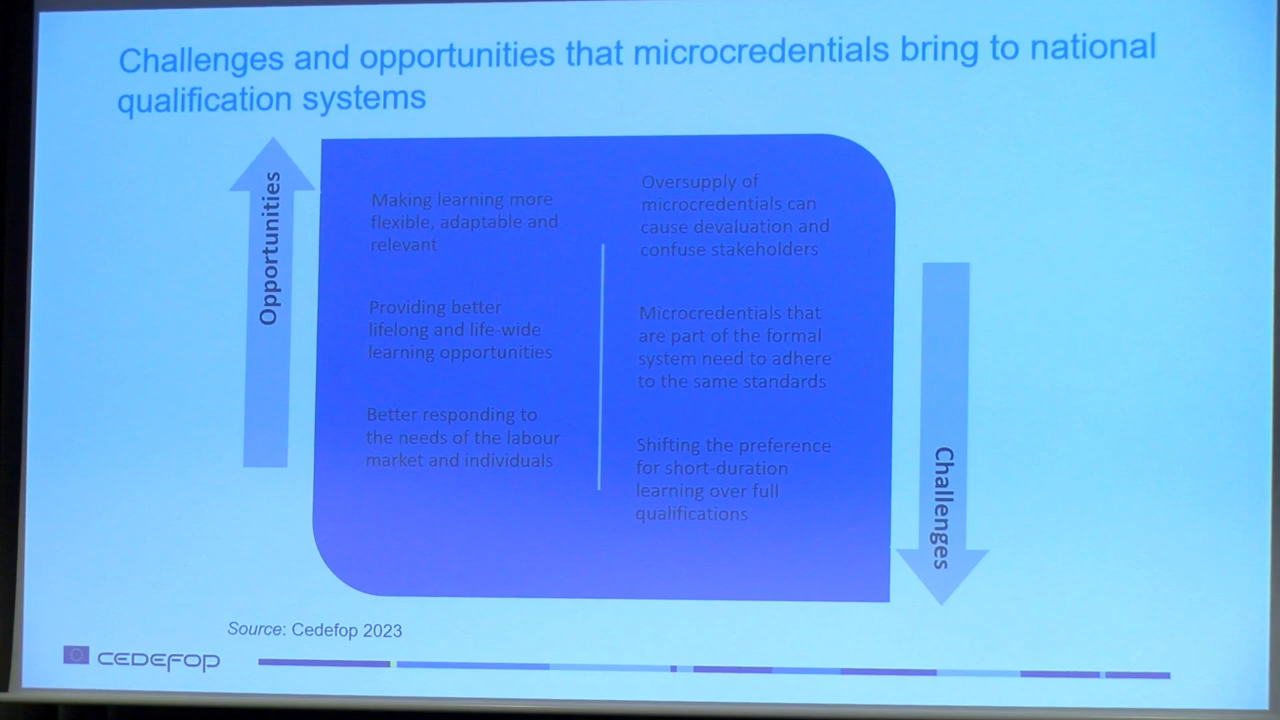 Challenges and opportunities that microcredentials bring to national
qualification systems
Opportunities
Making learning more
flexible, adaptable and
relevant
Providing better
lifelong and life-wide
learning opportunities
Better responding to
the needs of the labour
market and individuals
Oversupply of
microcredentials can
cause devaluation and
confuse stakeholders
Microcredentials that
are part of the formal
system need to adhere
to the same standards
Shifting the preference
for short-duration
learning over full
qualifications
Challenges
Source: Cedefop 2023
CEDEFOP